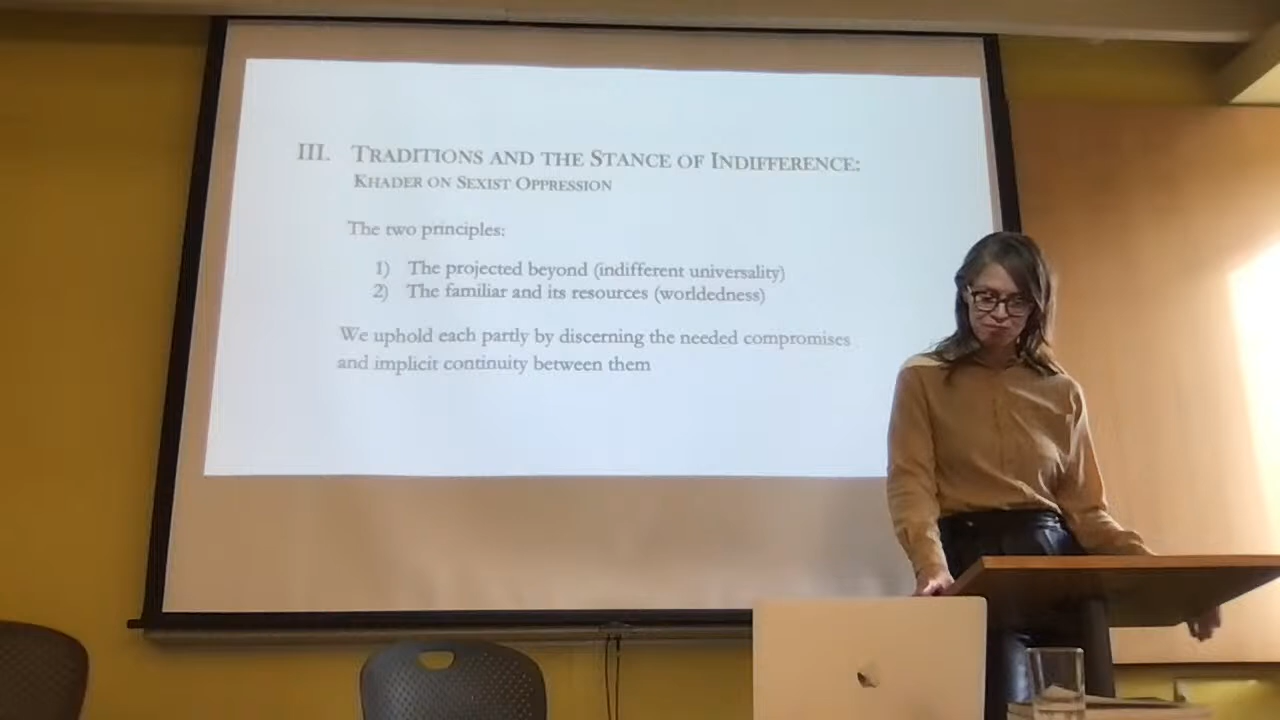 III. TRADITIONS AND THE STANCE OF INDIFFERENCE:
KHADER ON SEXIST OPPRESSION
The two principles:
1) The projected beyond (indifferent universality)
2) The familiar and its resources (worldedness)
We uphold each partly by discerning the needed compromises
and implicit continuity between them